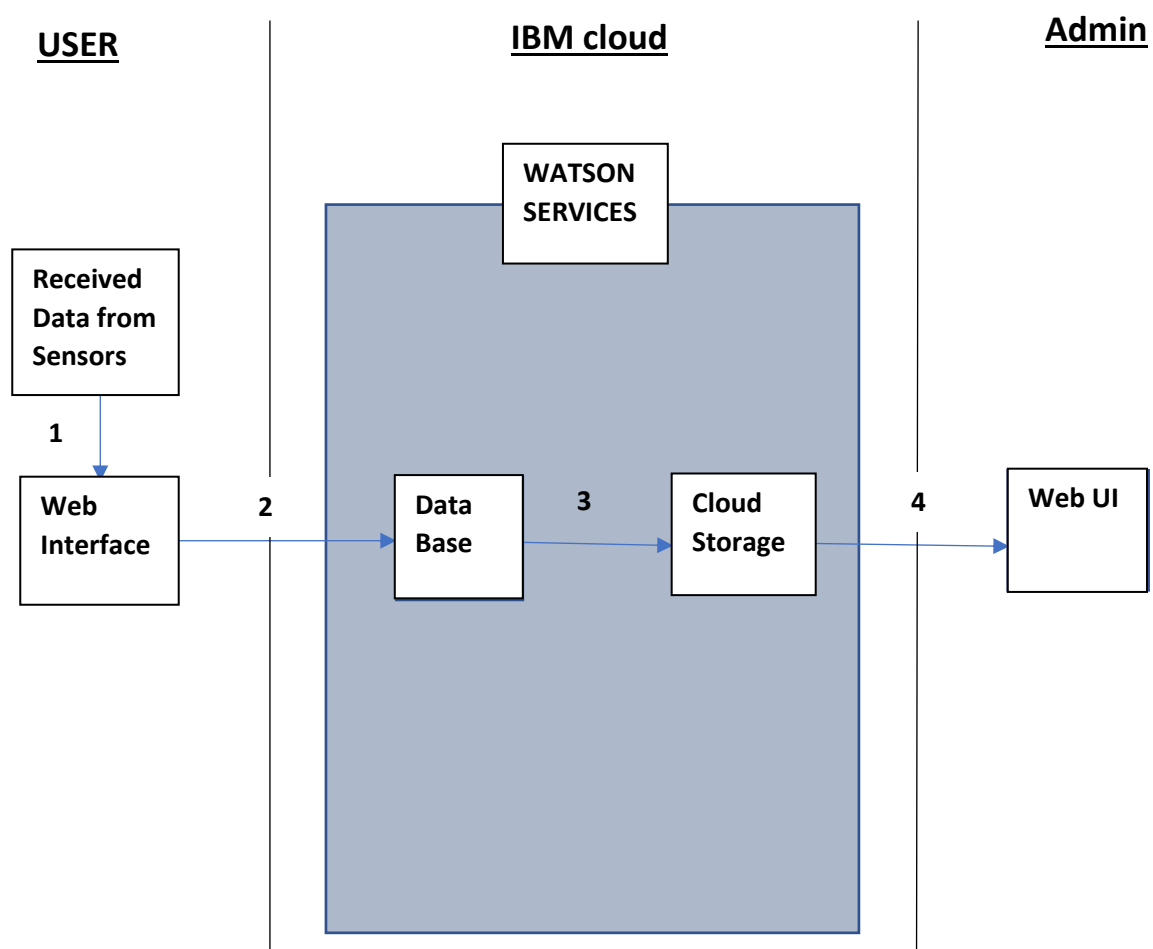 USER
IBM cloud
Admin
WATSON
SERVICES
Received
Data from
Sensors
1
Web
Interface
2
Data
Base
3
Cloud
Storage
4
Web UI